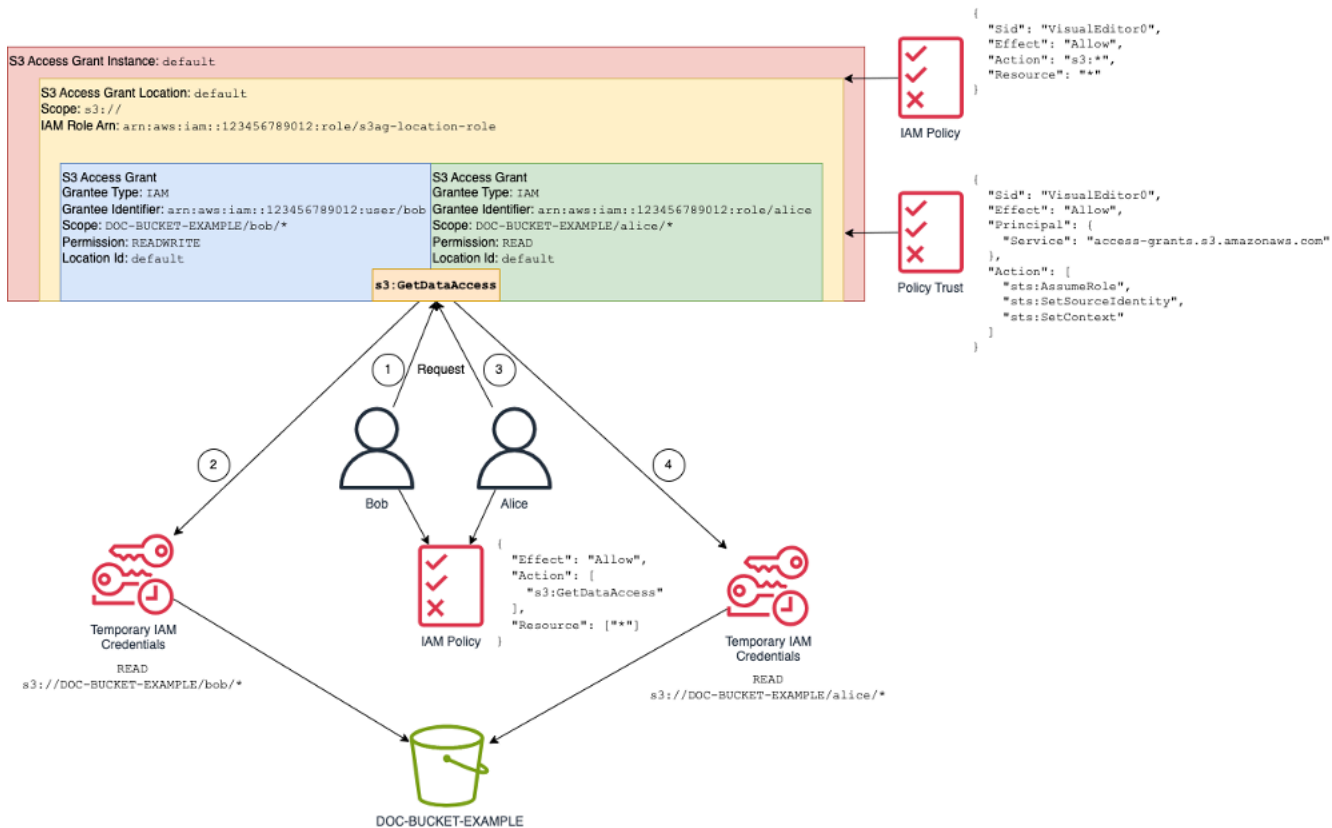 S3 Access Grant Instance: default
S3 Access Grant Location: default
Scope: s3://
IAM Role Arn: arn:aws:iam::123456789012:role/s3ag-location-role
S3 Access Grant
Grantee Type: IAM
Grantee Identifier: arn:aws:iam::123456789012:user/bob
Scope: DOC-BUCKET-EXAMPLE/bob/*
Permission: READWRITE
Location Id: default
S3 Access Grant
Grantee Type: IAM
Grantee Identifier: arn:aws:iam::123456789012:role/alice
Scope: DOC-BUCKET-EXAMPLE/alice/*
Permission: READ
Location Id: default
s3:GetDataAccess
IAM Policy
{
"Sid": "VisualEditor0",
"Effect": "Allow",
"Action": "s3:*",
"Resource": "*"
}
Policy Trust
{
"Sid": "VisualEditor0",
"Effect": "Allow",
"Principal": {
"Service": "access-grants.s3.amazonaws.com"
},
"Action": [
"sts:AssumeRole",
"sts:SetSourceIdentity",
"sts:SetContext"
]
}
1
Request
3
2
4
Bob
Alice
IAM Policy
{
"Effect": "Allow",
"Action": [
"s3:GetDataAccess"
],
"Resource": ["*"]
}
Temporary IAM
Credentials
READ
s3://DOC-BUCKET-EXAMPLE/bob/*
Temporary IAM
Credentials
READ
s3://DOC-BUCKET-EXAMPLE/alice/*
DOC-BUCKET-EXAMPLE